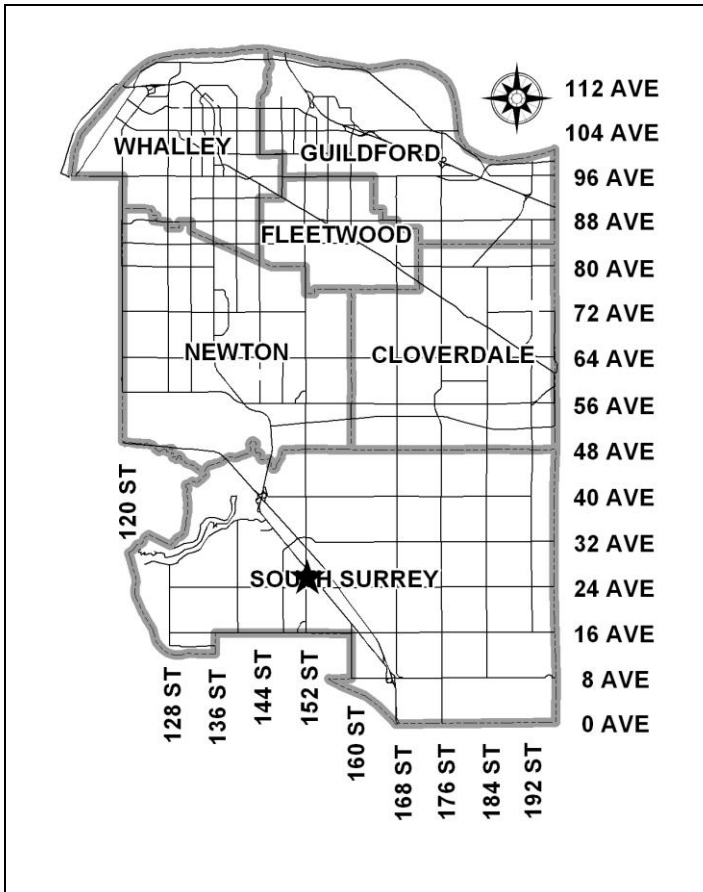 112 AVE
104 AVE
WHALLEY
GUILDFORD
96 AVE
88 AVE
FLEETWOOD
80 AVE
72 AVE
NEWTON
CLOVERDALE
64 AVE
56 AVE
48 AVE
120 ST
40 AVE
32 AVE
SOUTH SURREY
24 AVE
16 AVE
128 ST
136 ST
144 ST
152 ST
160 ST
168 ST
176 ST
184 ST
192 ST
8 AVE
0 AVE